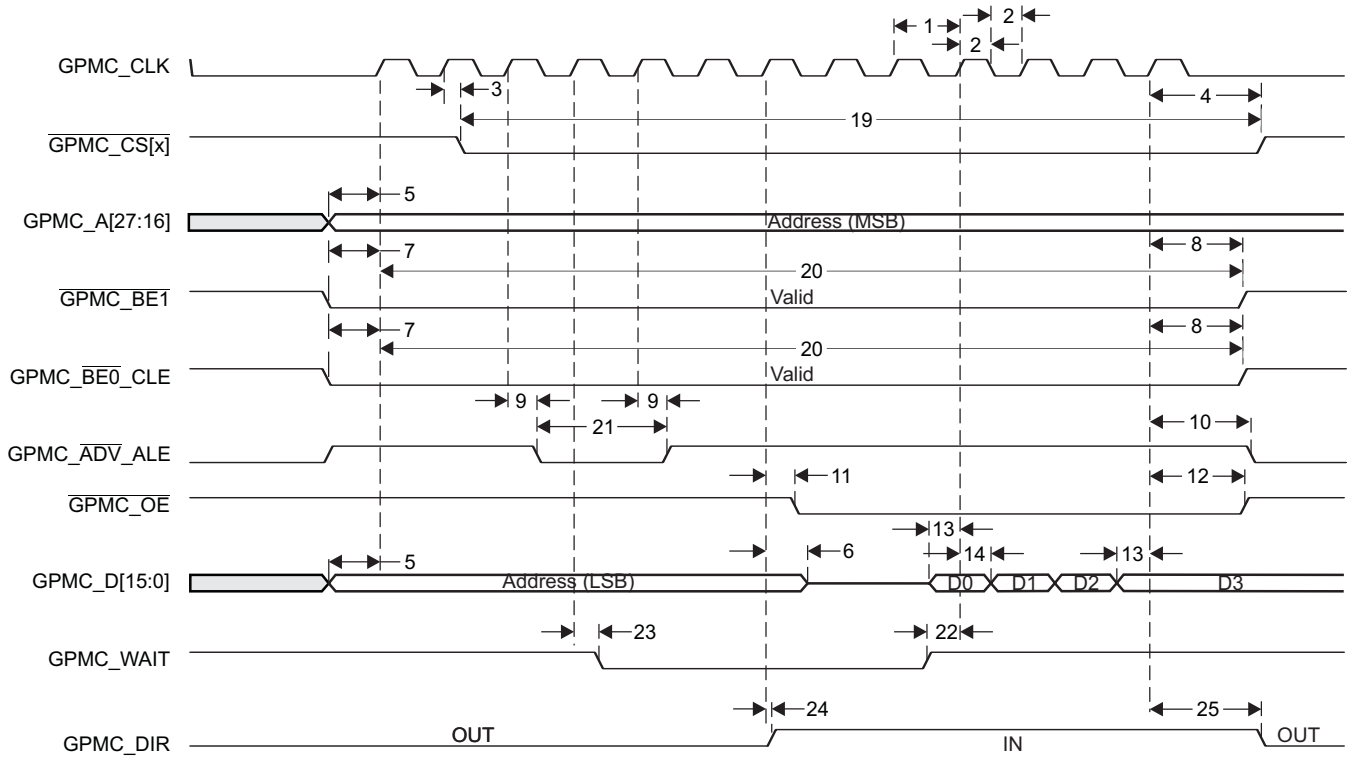 1
2
2
GPMC_CLK
3
4
19
GPMC_CS[x]
5
GPMC_A[27:16]
Address (MSB)
7
8
20
GPMC_BE1
Valid
7
8
20
GPMC_BE0_CLE
Valid
9
9
21
10
GPMC_ADV_ALE
11
12
GPMC_OE
13
5
6
14
13
GPMC_D[15:0]
Address (LSB)
D0
D1
D2
D3
23
22
GPMC_WAIT
24
25
GPMC_DIR
OUT
IN
OUT